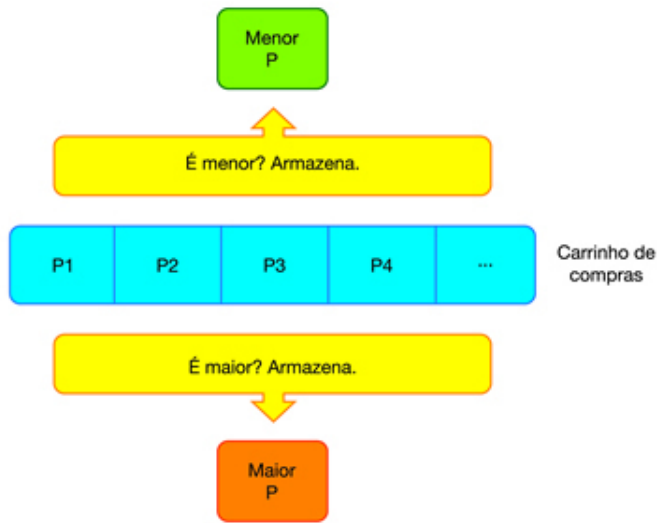 Menor
P
É menor? Armazena.
P1 P2 P3 P4 ...
Carrinho de
compras
É maior? Armazena.
Maior
P